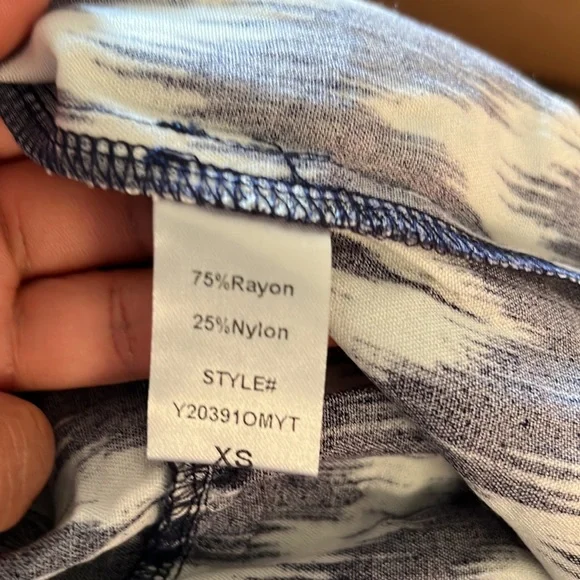 75%Rayon
25%Nylon
STYLE#
Y20391OMYT
XS